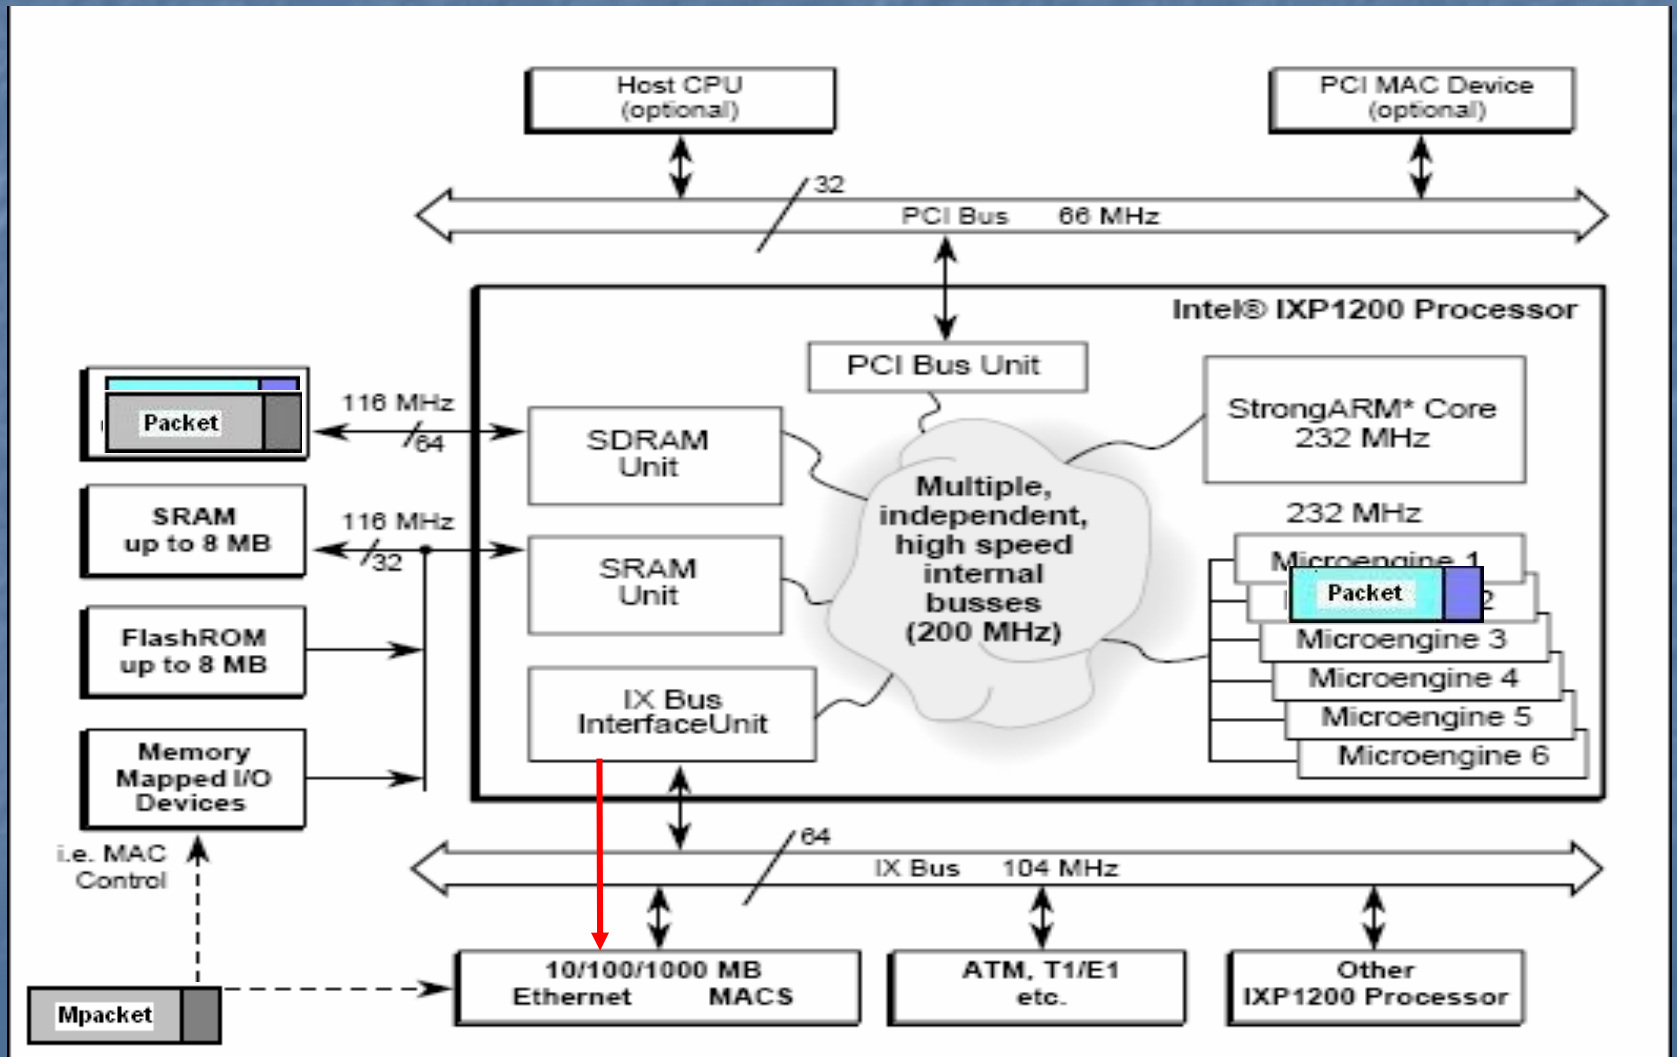 Host CPU
(optional)
PCI MAC Device
(optional)
32
PCI Bus 66 MHz
Intel® IXP1200 Processor
PCI Bus Unit
StrongARM* Core
232 MHz
Packet
116 MHz
64
SDRAM
Unit
Multiple,
independent,
high speed
internal
busses
(200 MHz)
SRAM
up to 8 MB
116 MHz
32
SRAM
Unit
232 MHz
Microengine 1
Packet
2
Microengine 3
Microengine 4
Microengine 5
Microengine 6
FlashROM
up to 8 MB
IX Bus
InterfaceUnit
Memory
Mapped I/O
Devices
i.e. MAC
Control
64
IX Bus 104 MHz
10/100/1000 MB
Ethernet MACS
ATM, T1/E1
etc.
Other
IXP1200 Processor
Mpacket